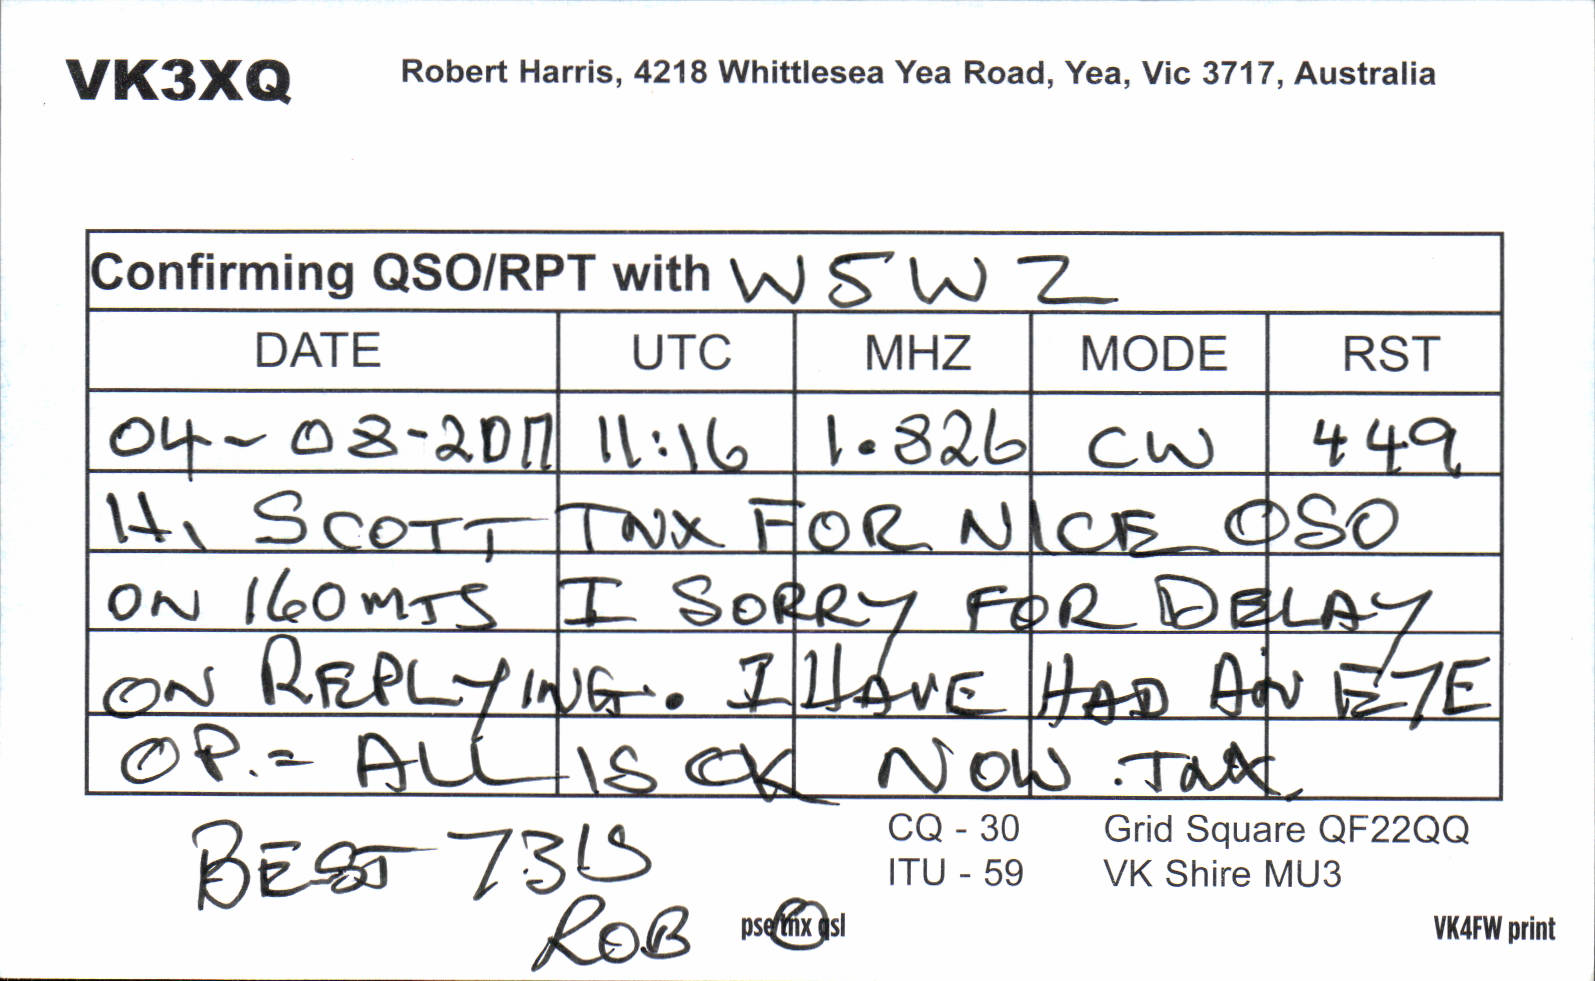 VK3XQ Robert Harris, 4218 Whittlesea Yea Road, Yea, Vic 3717, Australia
Confirming QSO/RPT with W5WZ
DATE UTC MHZ MODE RST
04-08-2017 11:16 1.826 CW 449
HI SCOTT TNX FOR NICE QSO
ON 160MTS I SORRY FOR DELAY
ON REPLYING. I HAVE HAD AN EYE
OP.= ALL IS OK NOW .TNX
BEST 73'S
ROB
CQ - 30 Grid Square QF22QQ
ITU - 59 VK Shire MU3
pse/tnx qsl
VK4FW print